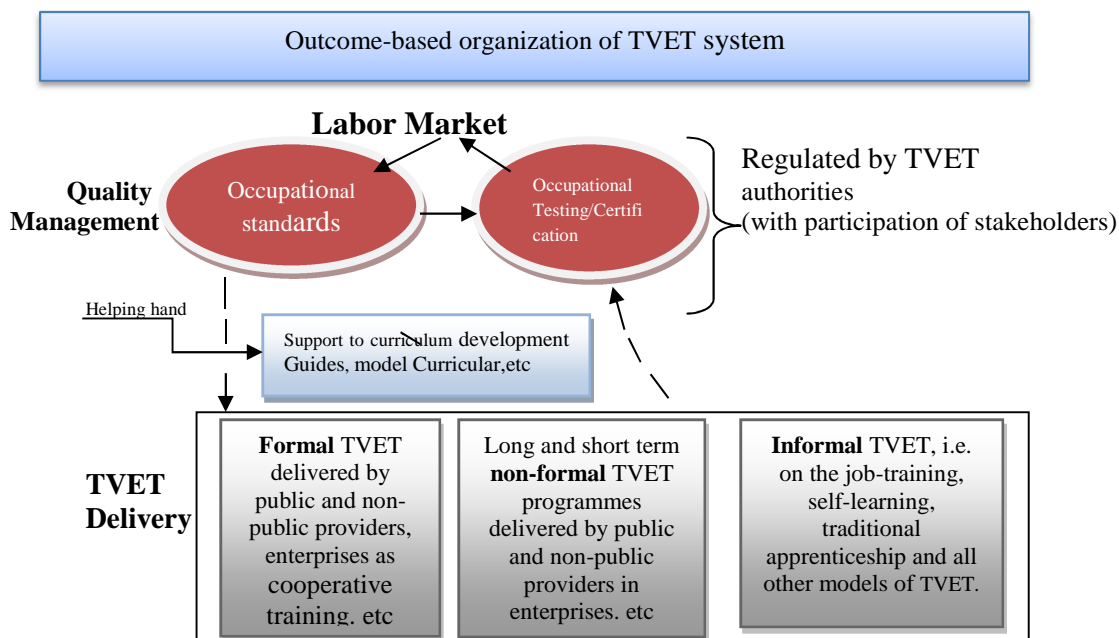 Outcome-based organization of TVET system
Labor Market
Quality
Management
Occupational
standards
Occupational
Testing/Certifi
cation
Regulated by TVET
authorities
(with participation of stakeholders)
Helping hand
Support to curriculum development
Guides, model Curricular,etc
TVET
Delivery
Formal TVET
delivered by
public and non-
public providers,
enterprises as
cooperative
training. etc
Long and short term
non-formal TVET
programmes
delivered by public
and non-public
providers in
enterprises. etc
Informal TVET, i.e.
on the job-training,
self-learning,
traditional
apprenticeship and all
other models of TVET.